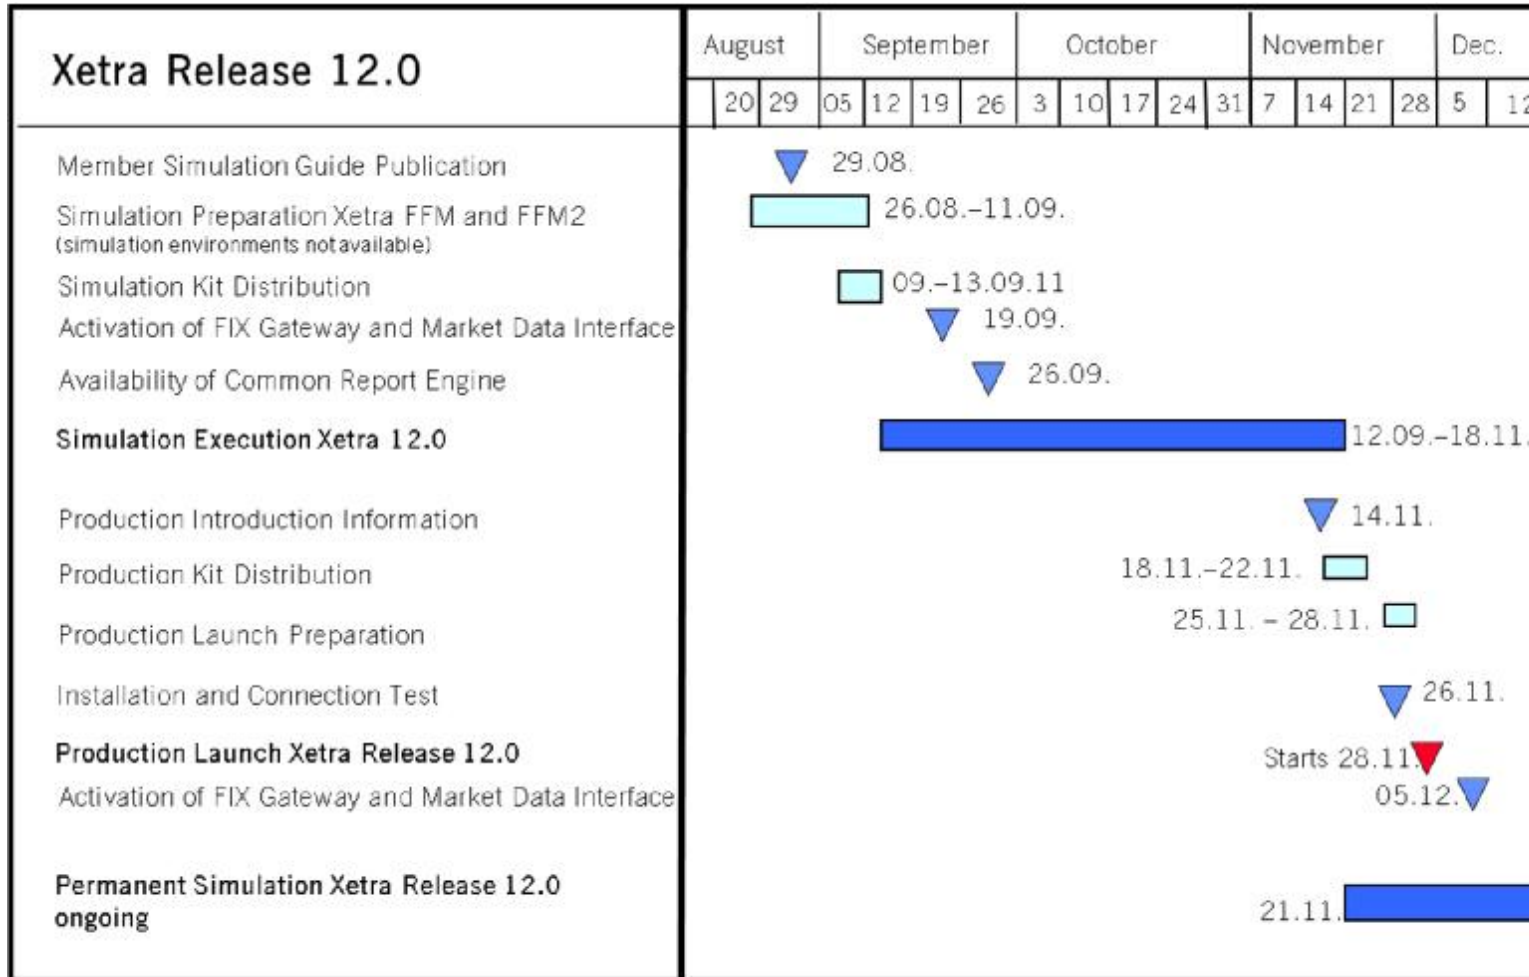 Xetra Release 12.0
August September October November Dec.
20 29 05 12 19 26 3 10 17 24 31 7 14 21 28 5 12
Member Simulation Guide Publication 29.08.
Simulation Preparation Xetra FFM and FFM2 26.08.–11.09.
(simulation environments not available)
Simulation Kit Distribution 09.–13.09.11
Activation of FIX Gateway and Market Data Interface 19.09.
Availability of Common Report Engine 26.09.
Simulation Execution Xetra 12.0 12.09.–18.11.
Production Introduction Information 14.11.
Production Kit Distribution 18.11.–22.11.
Production Launch Preparation 25.11. – 28.11.
Installation and Connection Test 26.11.
Production Launch Xetra Release 12.0 Starts 28.11.
Activation of FIX Gateway and Market Data Interface 05.12.
Permanent Simulation Xetra Release 12.0
ongoing 21.11.